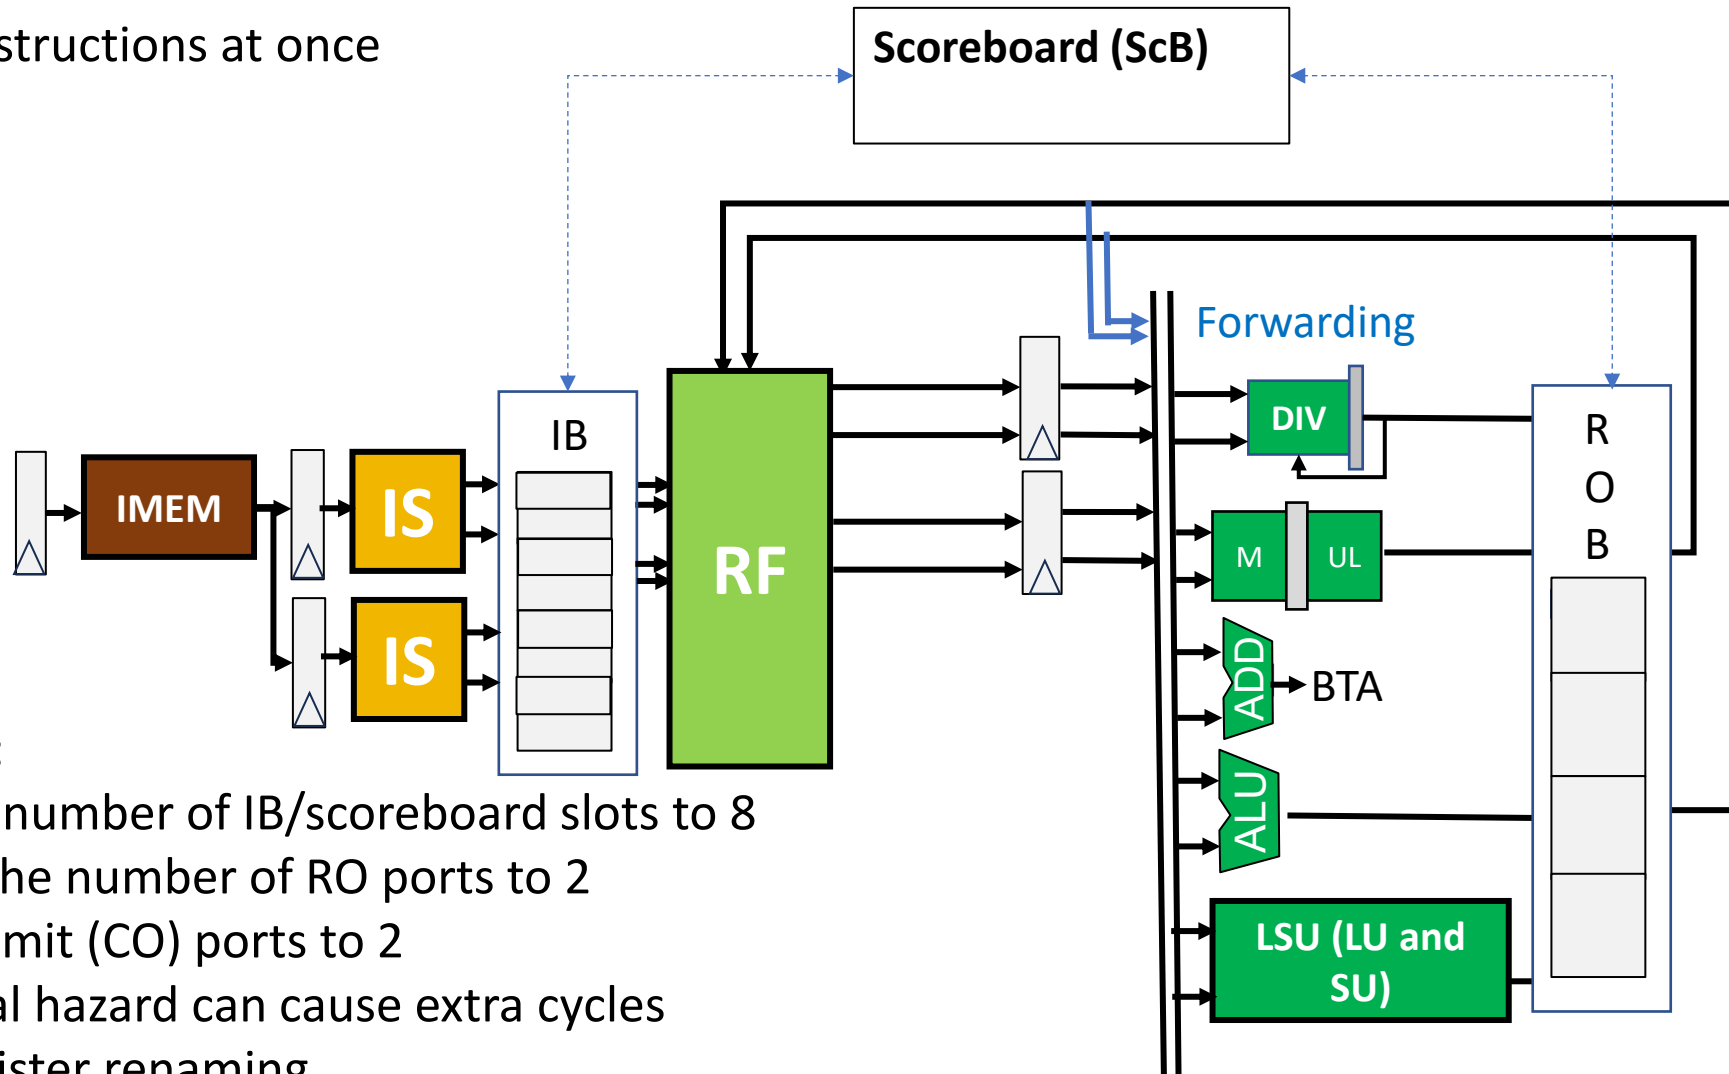 structions at once
Scoreboard (ScB)
Forwarding
IB
IMEM
IS
IS
RF
DIV
M UL
ADD
BTA
ALU
LSU (LU and
SU)
R
O
B
:
number of IB/scoreboard slots to 8
he number of RO ports to 2
mit (CO) ports to 2
al hazard can cause extra cycles
ister renaming